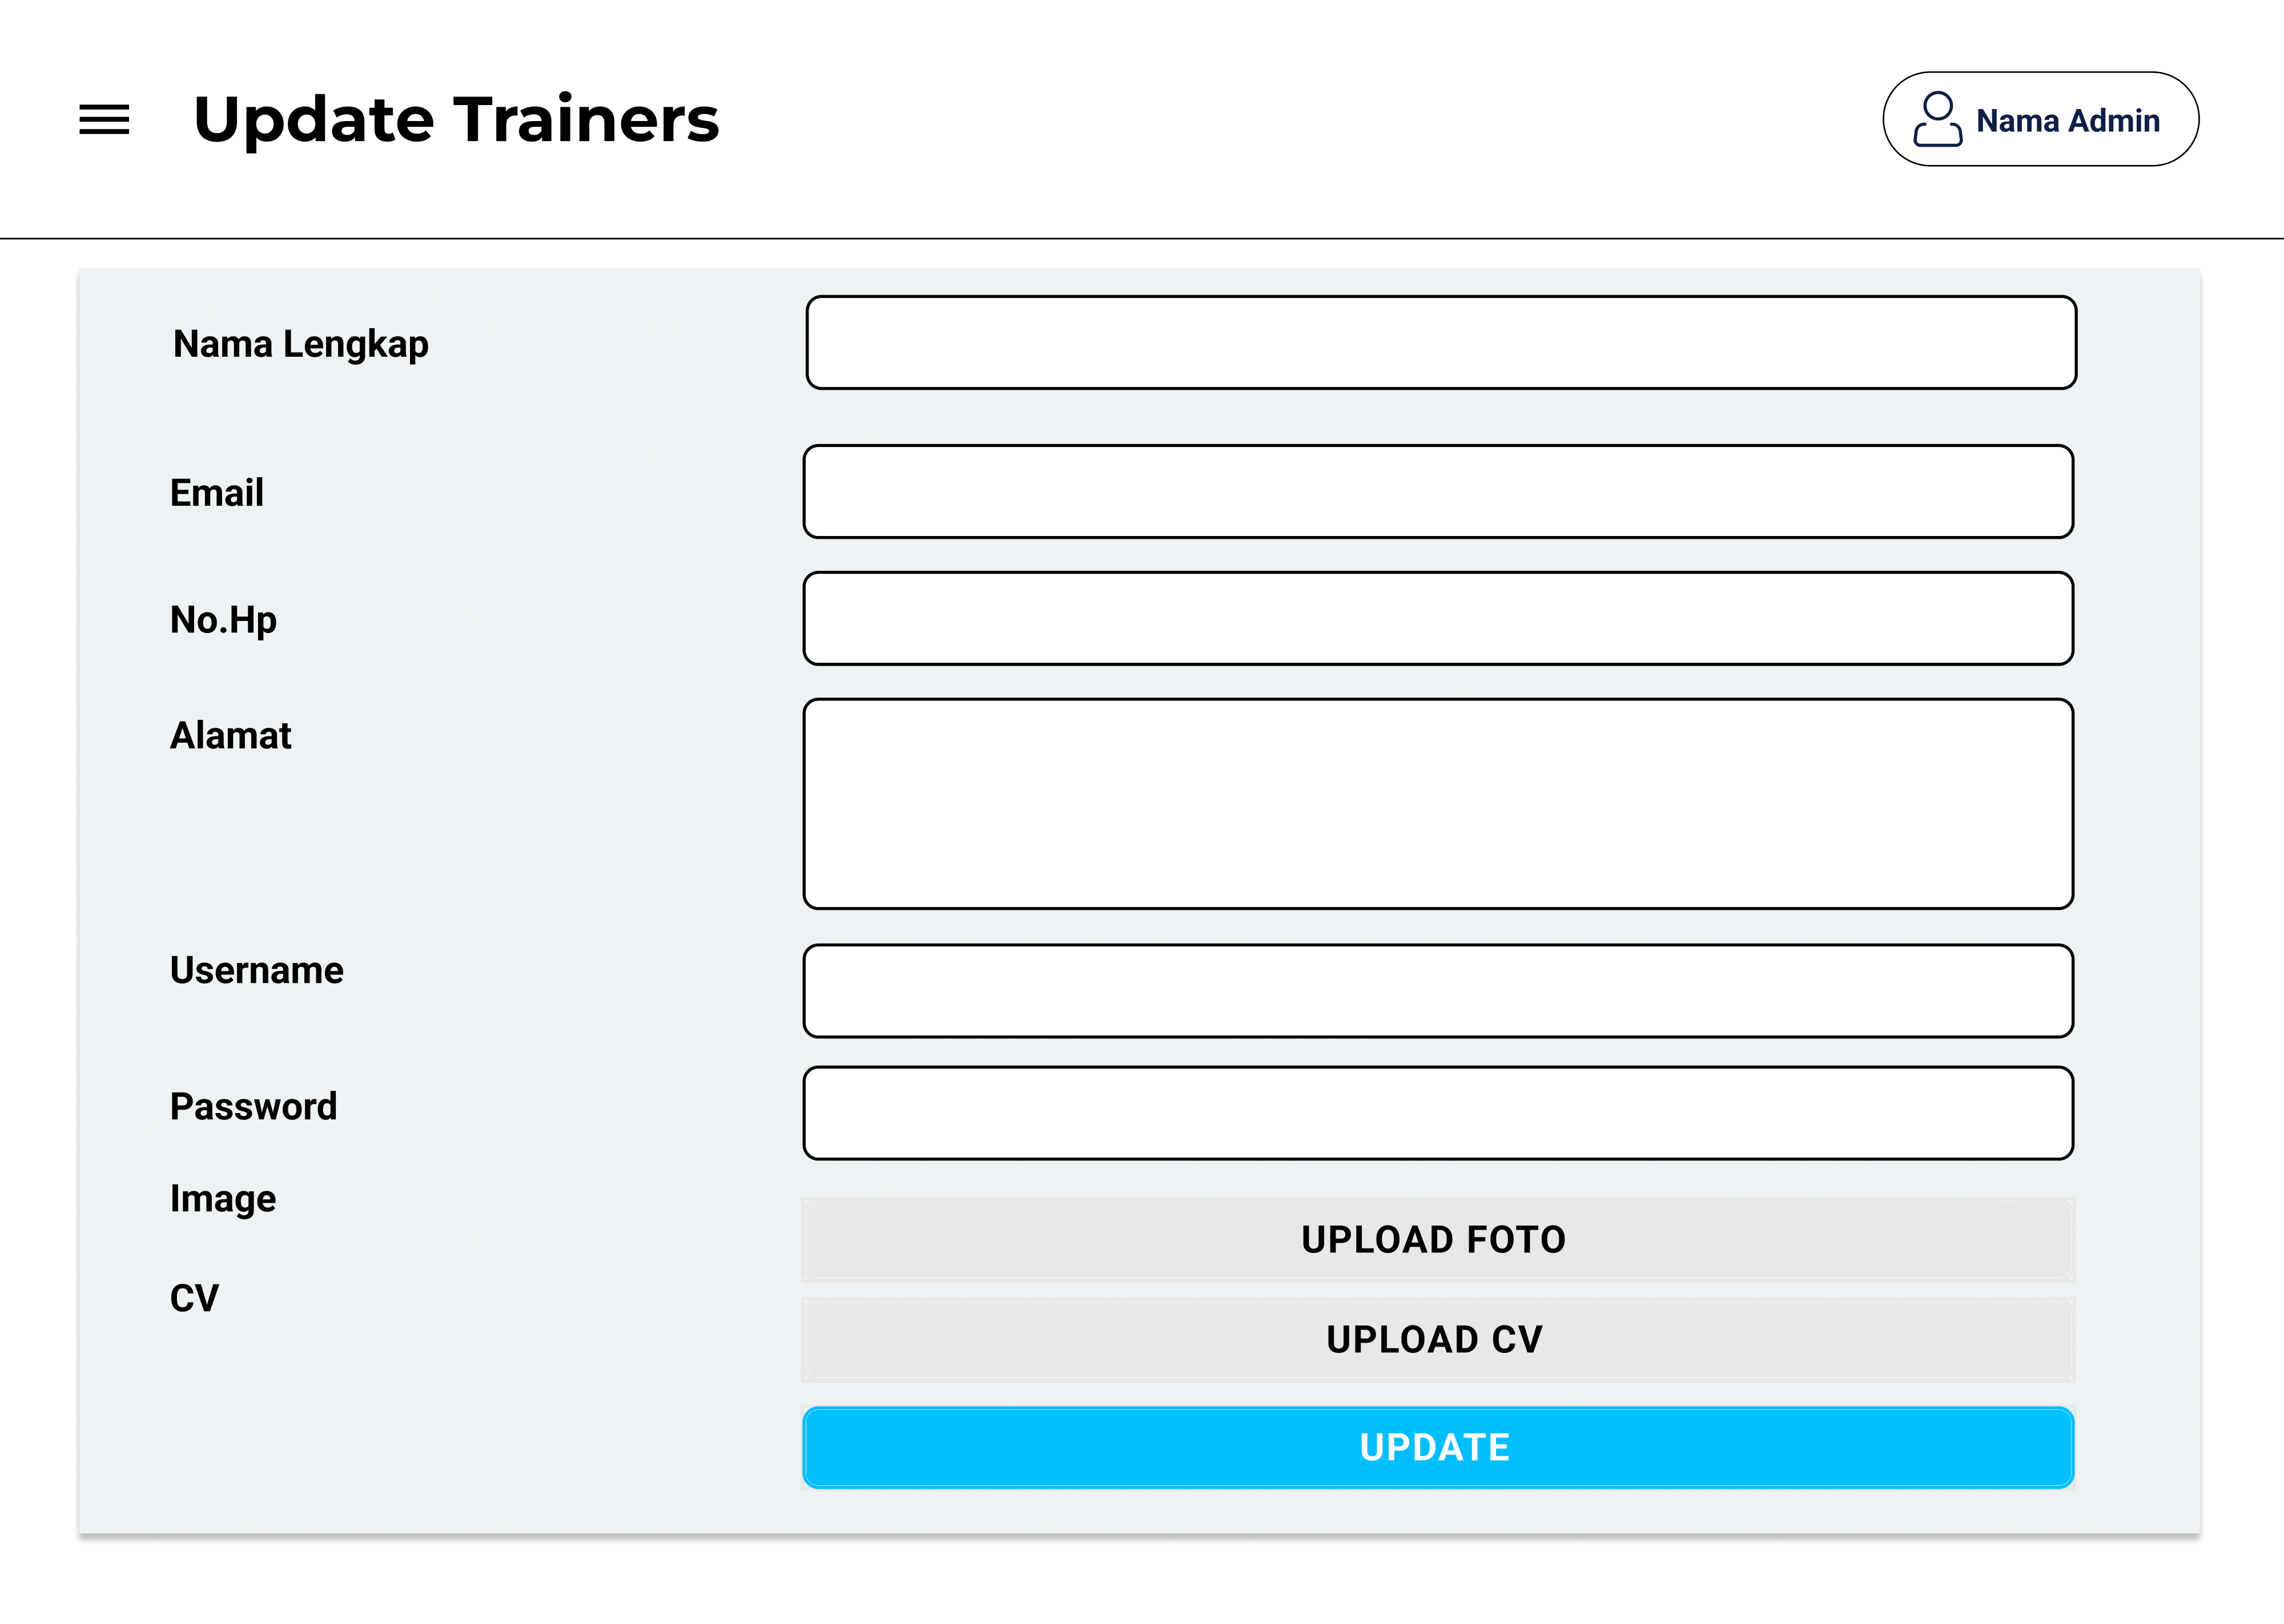 Update Trainers
Nama Admin
Nama Lengkap
Email
No.Hp
Alamat
Username
Password
Image
UPLOAD FOTO
CV
UPLOAD CV
UPDATE